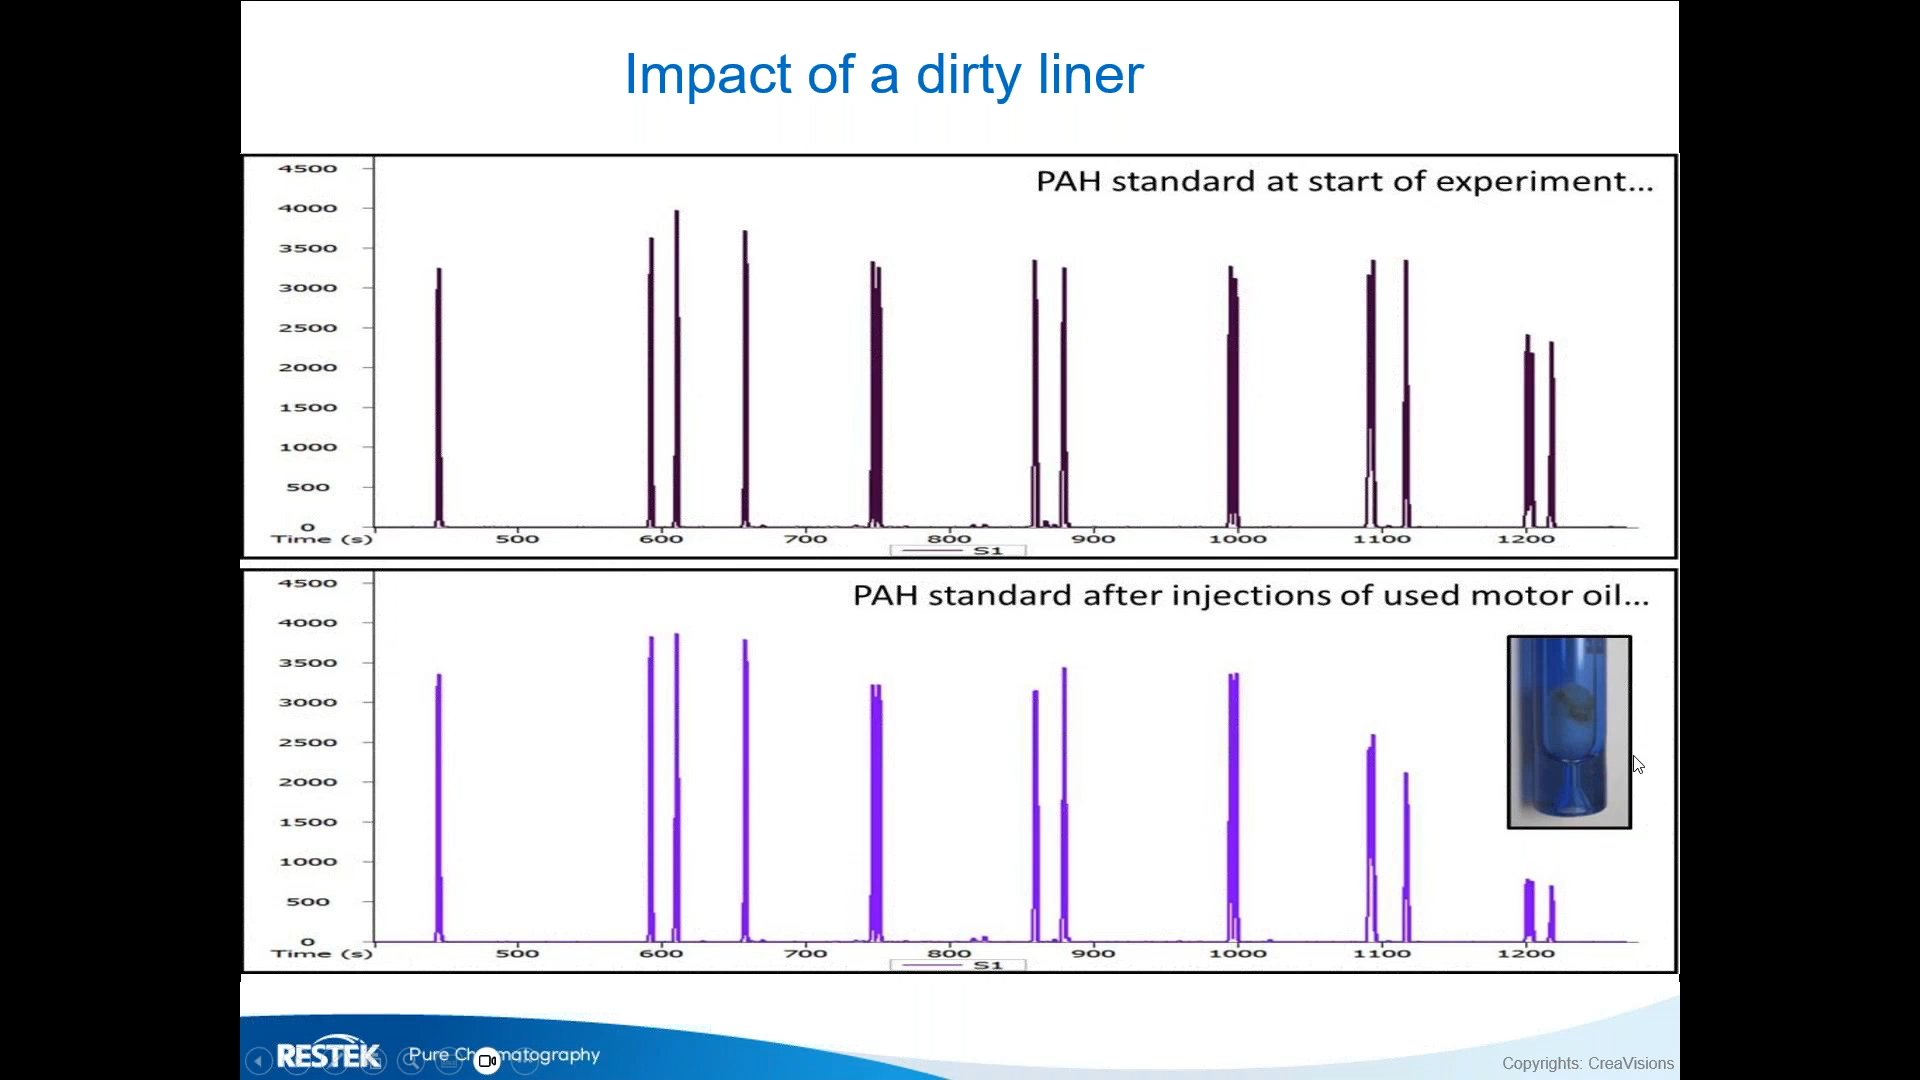 Impact of a dirty liner
PAH standard at start of experiment...
4500
4000
3500
3000
2500
2000
1500
1000
500
0
Time (s) 500 600 700 800 900 1000 1100 1200
S1
PAH standard after injections of used motor oil...
4500
4000
3500
3000
2500
2000
1500
1000
500
0
Time (s) 500 600 700 800 900 1000 1100 1200
S1
RESTEK Pure Chromatography
Copyrights: CreaVisions